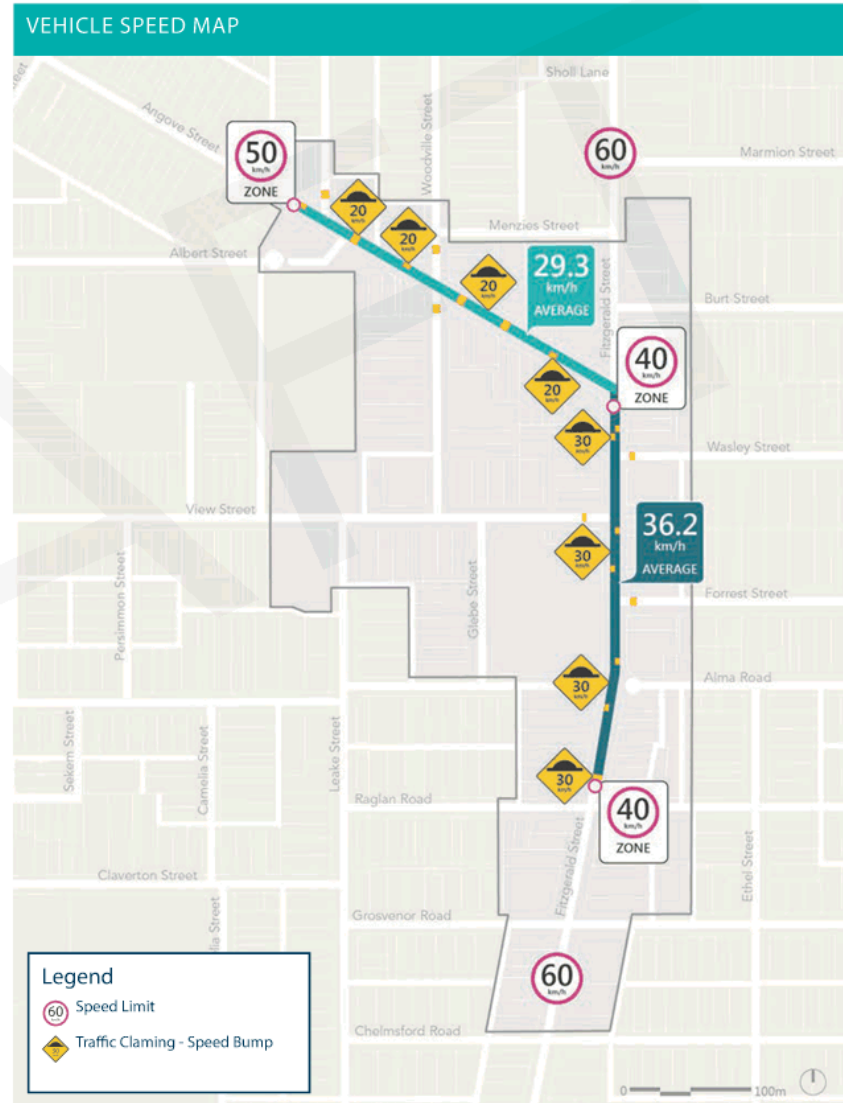 VEHICLE SPEED MAP
Sholl Lane
Angove Street
Woodville Street
50
km/h
ZONE
60
km/h
Marmion Street
20
km/h
20
km/h
Menzies Street
Albert Street
20
km/h
29.3
km/h
AVERAGE
Fitzgerald Street
Burt Street
40
km/h
ZONE
20
km/h
30
km/h
Wasley Street
View Street
36.2
km/h
AVERAGE
30
km/h
Persimmon Street
Glebe Street
Forrest Street
30
km/h
Alma Road
Sekem Street
Camelia Street
Leake Street
30
km/h
Raglan Road
40
km/h
ZONE
Fitzgerald Street
Ethel Street
Claverton Street
Grosvenor Road
Legend
60
Speed Limit
Traffic Claming - Speed Bump
60
km/h
Chelmsford Road
0
100m